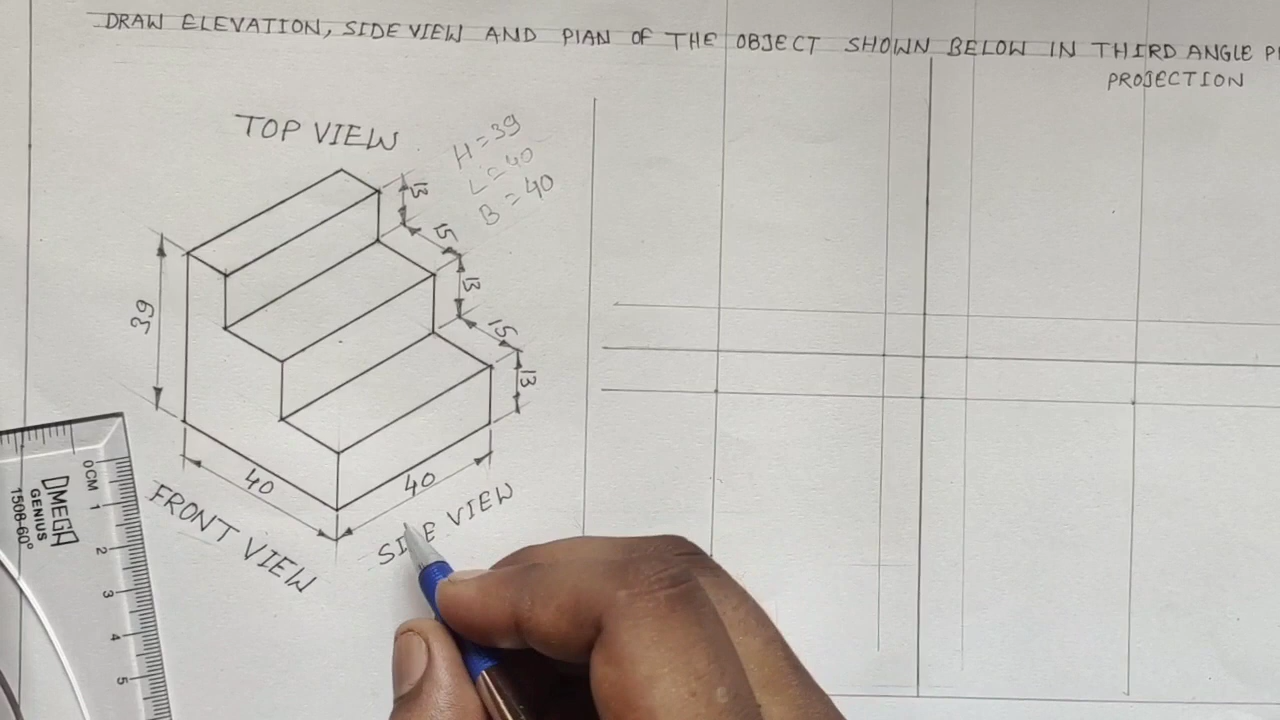 DRAW ELEVATION, SIDE VIEW AND PLAN OF THE OBJECT SHOWN BELOW IN THIRD ANGLE
PROJECTION
TOP VIEW
H = 39
L = 40
B = 40
13
15
13
15
13
39
40
40
FRONT VIEW
SIDE VIEW
OMEGA
GENIUS
1508-60°
0CM
1
2
3
4
5